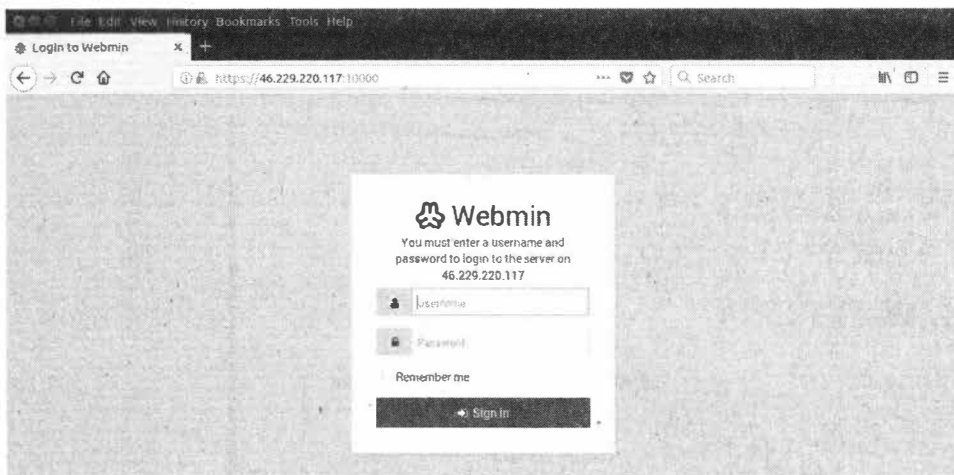 File Edit View History Bookmarks Tools Help
Login to Webmin
https://46.229.220.117:10000
Search
Webmin
You must enter a username and
password to login to the server on
46.229.220.117
Username
Password
Remember me
Sign in